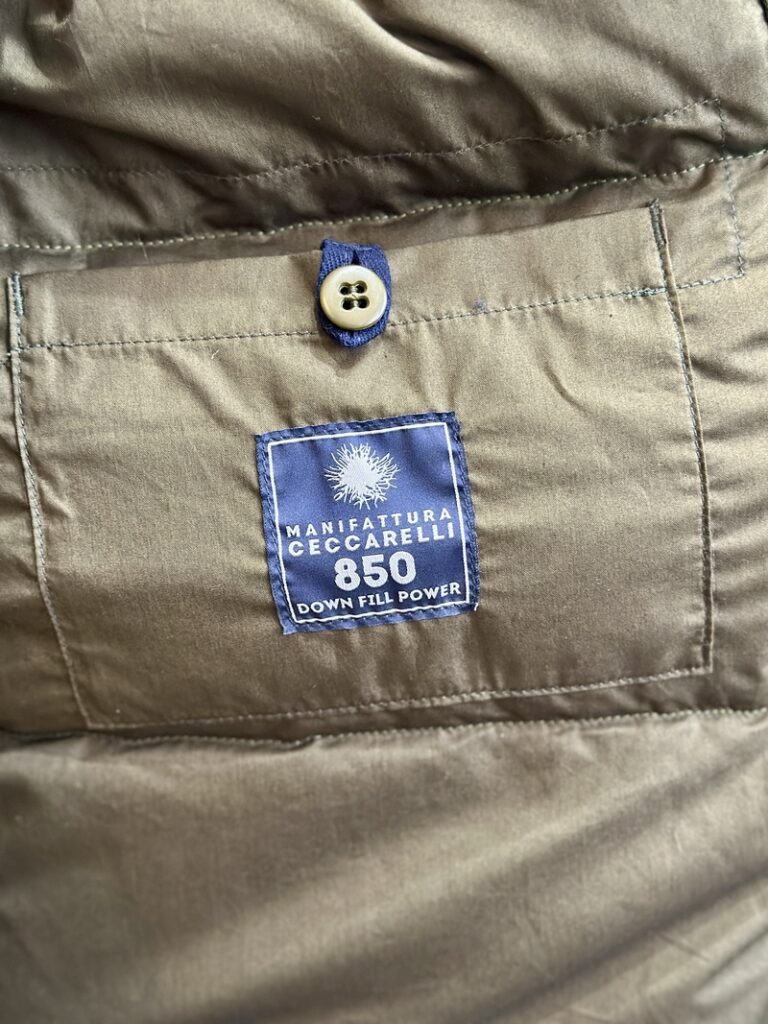 MANIFATTURA
CECCARELLI
850
DOWN FILL POWER